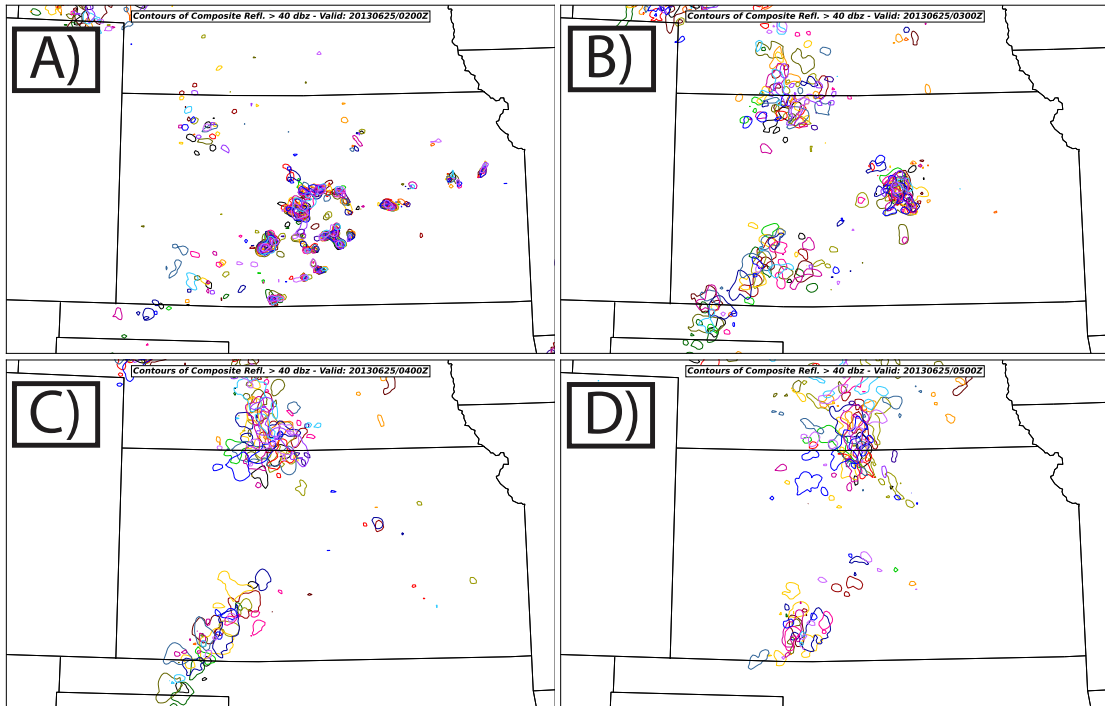 Contours of Composite Refl. > 40 dbz - Valid: 20130625/0200Z
A)
Contours of Composite Refl. > 40 dbz - Valid: 20130625/0300Z
B)
Contours of Composite Refl. > 40 dbz - Valid: 20130625/0400Z
C)
Contours of Composite Refl. > 40 dbz - Valid: 20130625/0500Z
D)